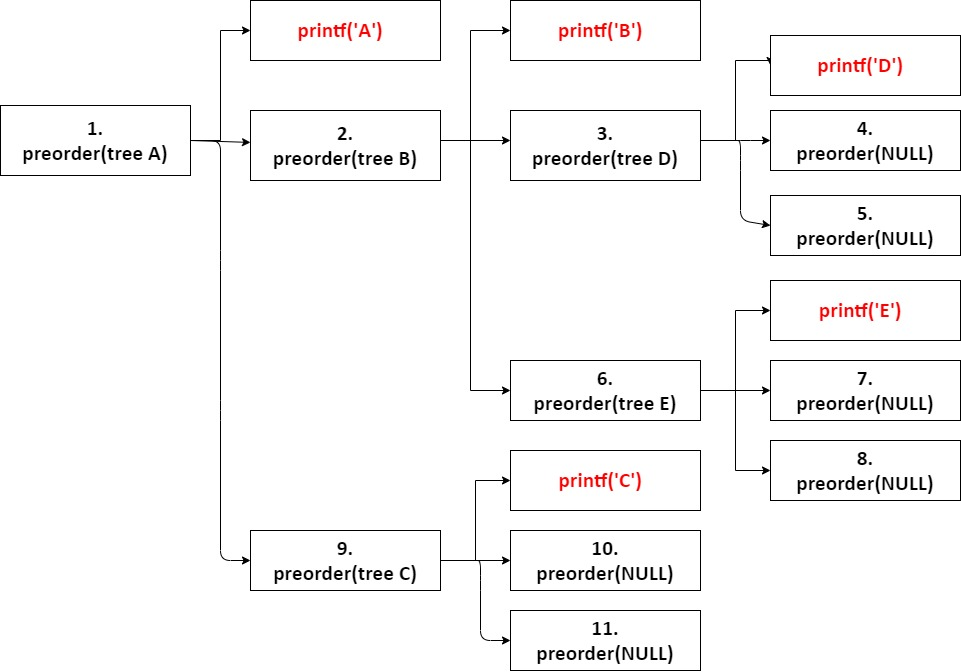 printf('A')
printf('B')
printf('D')
1.
preorder(tree A)
2.
preorder(tree B)
3.
preorder(tree D)
4.
preorder(NULL)
5.
preorder(NULL)
printf('E')
6.
preorder(tree E)
7.
preorder(NULL)
8.
preorder(NULL)
printf('C')
9.
preorder(tree C)
10.
preorder(NULL)
11.
preorder(NULL)